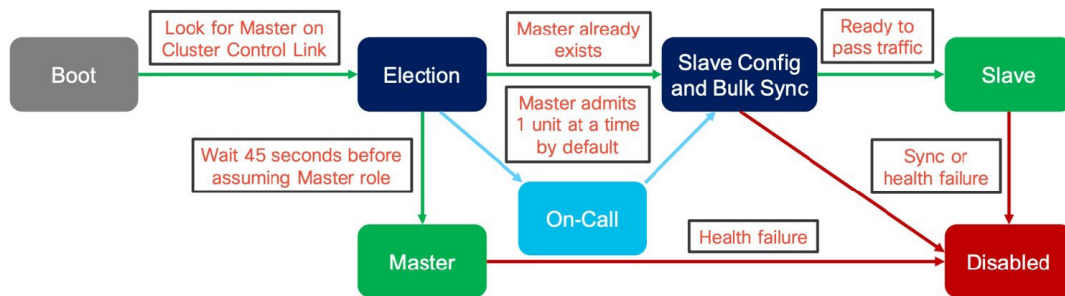 Look for Master on
Cluster Control Link
Master already
exists
Ready to
pass traffic
Boot
Election
Slave Config
and Bulk Sync
Slave
Master admits
1 unit at a time
by default
Wait 45 seconds before
assuming Master role
Sync or
health failure
On-Call
Health failure
Master
Disabled